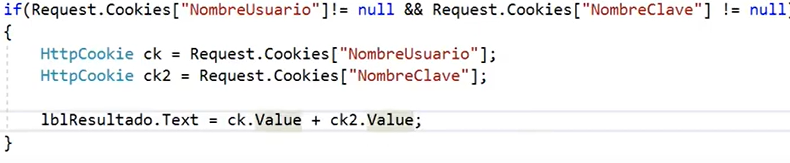 if(Request.Cookies["NombreUsuario"]!= null && Request.Cookies["NombreClave"] != null)
{
HttpCookie ck = Request.Cookies["NombreUsuario"];
HttpCookie ck2 = Request.Cookies["NombreClave"];
lblResultado.Text = ck.Value + ck2.Value;
}